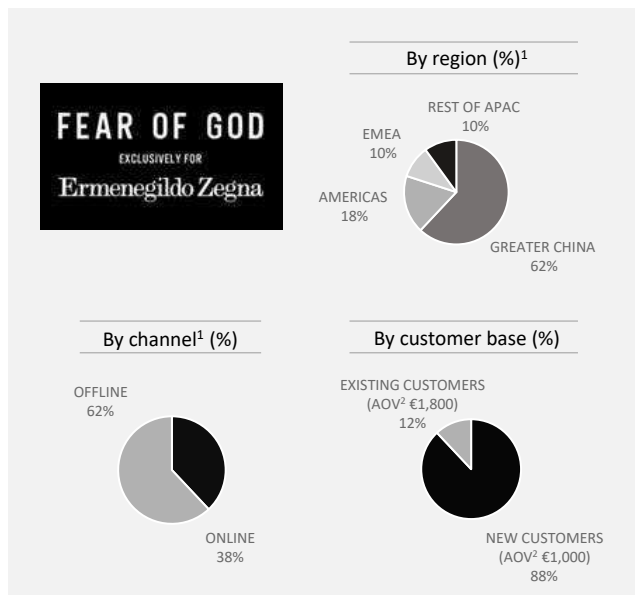 By region (%)¹
FEAR OF GOD
EXCLUSIVELY FOR
Ermenegildo Zegna
REST OF APAC
10%
EMEA
10%
AMERICAS
18%
GREATER CHINA
62%
By channel¹ (%)
OFFLINE
62%
ONLINE
38%
By customer base (%)
EXISTING CUSTOMERS
(AOV² €1,800)
12%
NEW CUSTOMERS
(AOV² €1,000)
88%